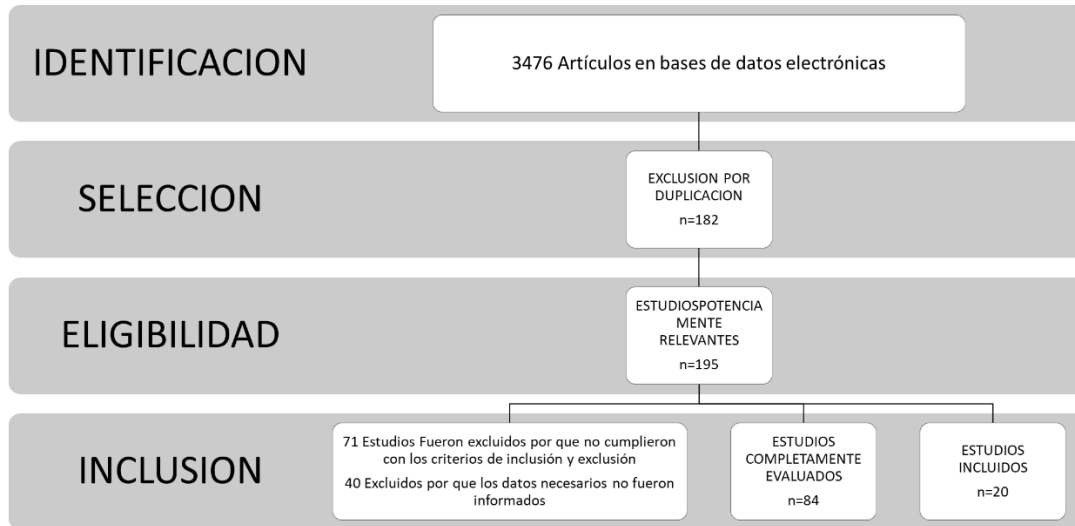 IDENTIFICACION
3476 Artículos en bases de datos electrónicas
SELECCION
EXCLUSION POR
DUPLICACION
n=182
ELIGIBILIDAD
ESTUDIOSPOTENCIA
MENTE
RELEVANTES
n=195
INCLUSION
71 Estudios Fueron excluidos por que no cumplieron
con los criterios de inclusión y exclusión
40 Excluidos por que los datos necesarios no fueron
informados
ESTUDIOS
COMPLETAMENTE
EVALUADOS
n=84
ESTUDIOS
INCLUIDOS
n=20